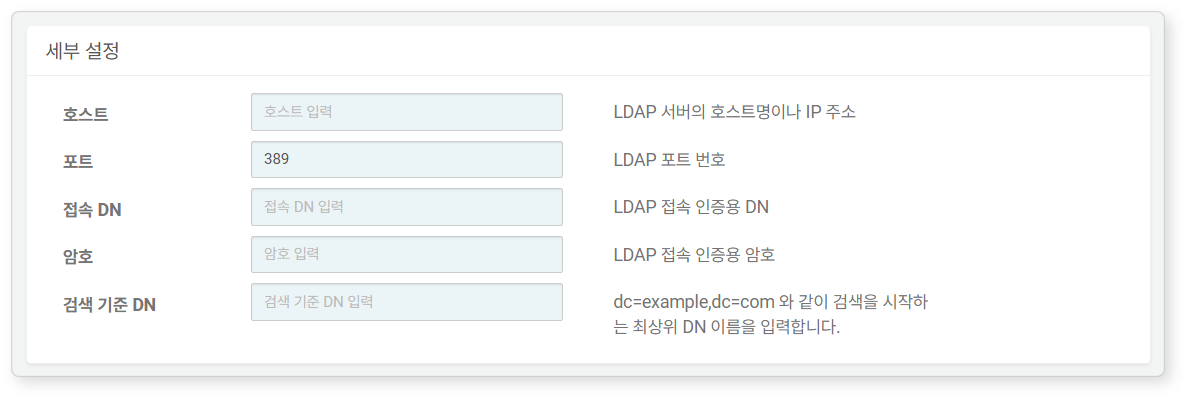 세부 설정
호스트 호스트 입력 LDAP 서버의 호스트명이나 IP 주소
포트 389 LDAP 포트 번호
접속 DN 접속 DN 입력 LDAP 접속 인증용 DN
암호 암호 입력 LDAP 접속 인증용 암호
검색 기준 DN 검색 기준 DN 입력 dc=example,dc=com 와 같이 검색을 시작하
는 최상위 DN 이름을 입력합니다.